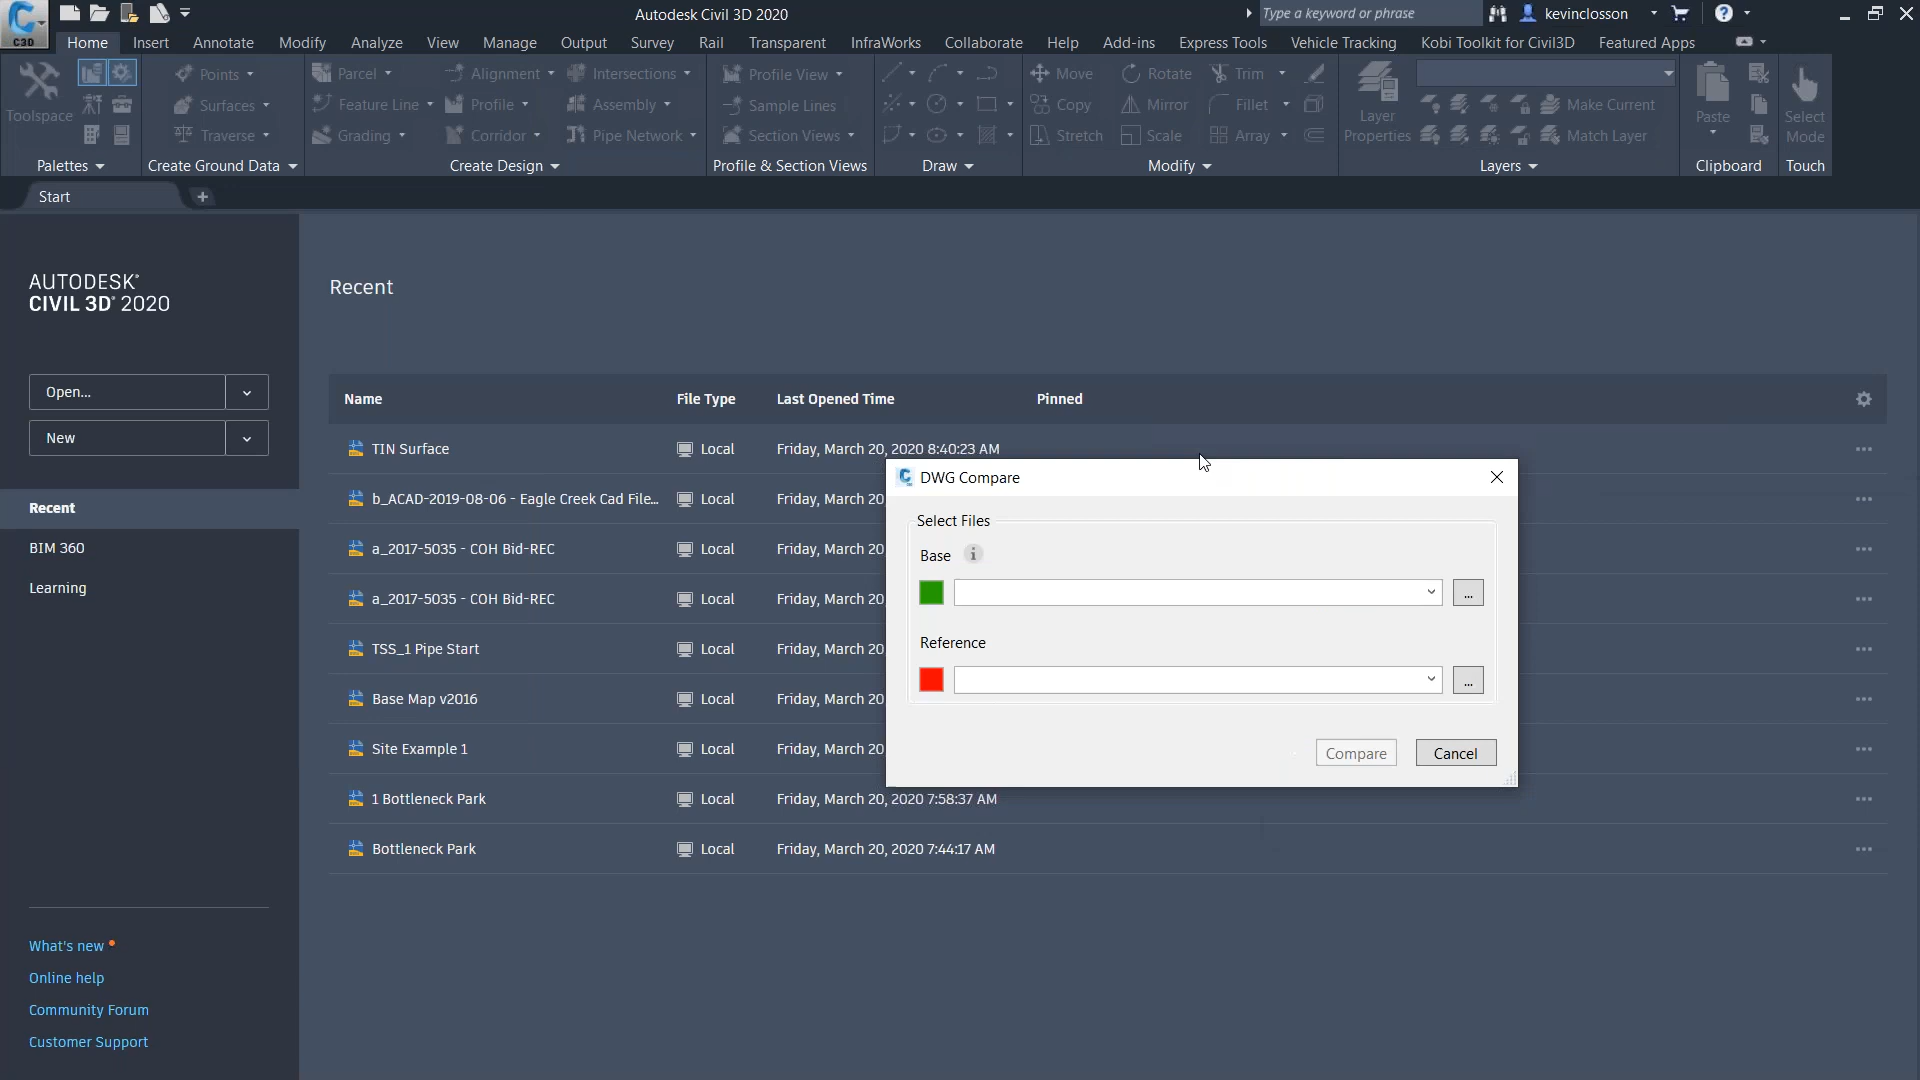 Autodesk Civil 3D 2020
Type a keyword or phrase
kevinclosson
C3D
Home Insert Annotate Modify Analyze View Manage Output Survey Rail Transparent InfraWorks Collaborate Help Add-ins Express Tools Vehicle Tracking Kobi Toolkit for Civil3D Featured Apps
Toolspace
Points
Surfaces
Traverse
Parcel
Feature Line
Grading
Alignment
Profile
Corridor
Intersections
Assembly
Pipe Network
Profile View
Sample Lines
Section Views
Move
Copy
Stretch
Rotate
Mirror
Scale
Trim
Fillet
Array
Layer
Properties
Make Current
Match Layer
Paste
Select
Mode
Palettes
Create Ground Data
Create Design
Profile & Section Views
Draw
Modify
Layers
Clipboard
Touch
Start
AUTODESK®
CIVIL 3D® 2020
Open...
New
Recent
BIM 360
Learning
What's new
Online help
Community Forum
Customer Support
Recent
Name File Type Last Opened Time Pinned
TIN Surface Local Friday, March 20, 2020 8:40:23 AM
b_ACAD-2019-08-06 - Eagle Creek Cad File... Local Friday, March 20,
a_2017-5035 - COH Bid-REC Local Friday, March 20
a_2017-5035 - COH Bid-REC Local Friday, March 20
TSS_1 Pipe Start Local Friday, March 20
Base Map v2016 Local Friday, March 20
Site Example 1 Local Friday, March 20
1 Bottleneck Park Local Friday, March 20, 2020 7:58:37 AM
Bottleneck Park Local Friday, March 20, 2020 7:44:17 AM
DWG Compare
Select Files
Base
...
Reference
...
Compare
Cancel